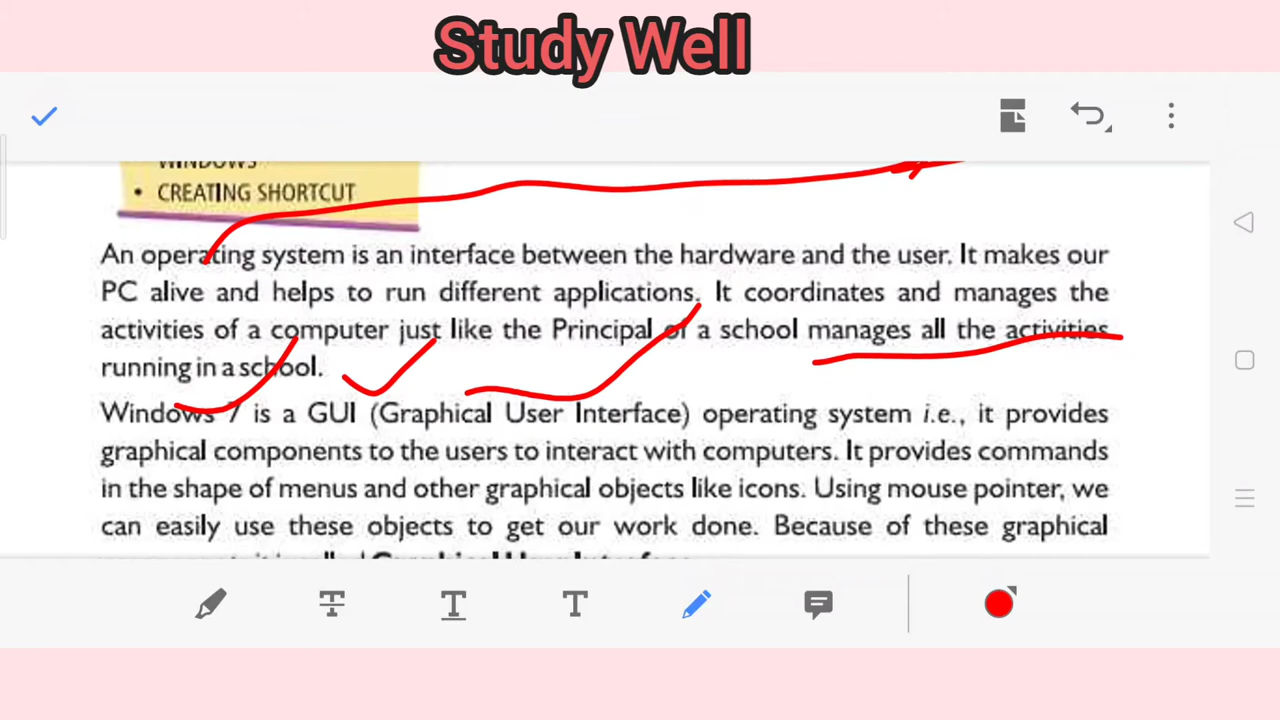 Study Well
WINDOWS
• CREATING SHORTCUT
An operating system is an interface between the hardware and the user. It makes our
PC alive and helps to run different applications. It coordinates and manages the
activities of a computer just like the Principal of a school manages all the activities
running in a school.
Windows 7 is a GUI (Graphical User Interface) operating system i.e., it provides
graphical components to the users to interact with computers. It provides commands
in the shape of menus and other graphical objects like icons. Using mouse pointer, we
can easily use these objects to get our work done. Because of these graphical
Graphical User Interface